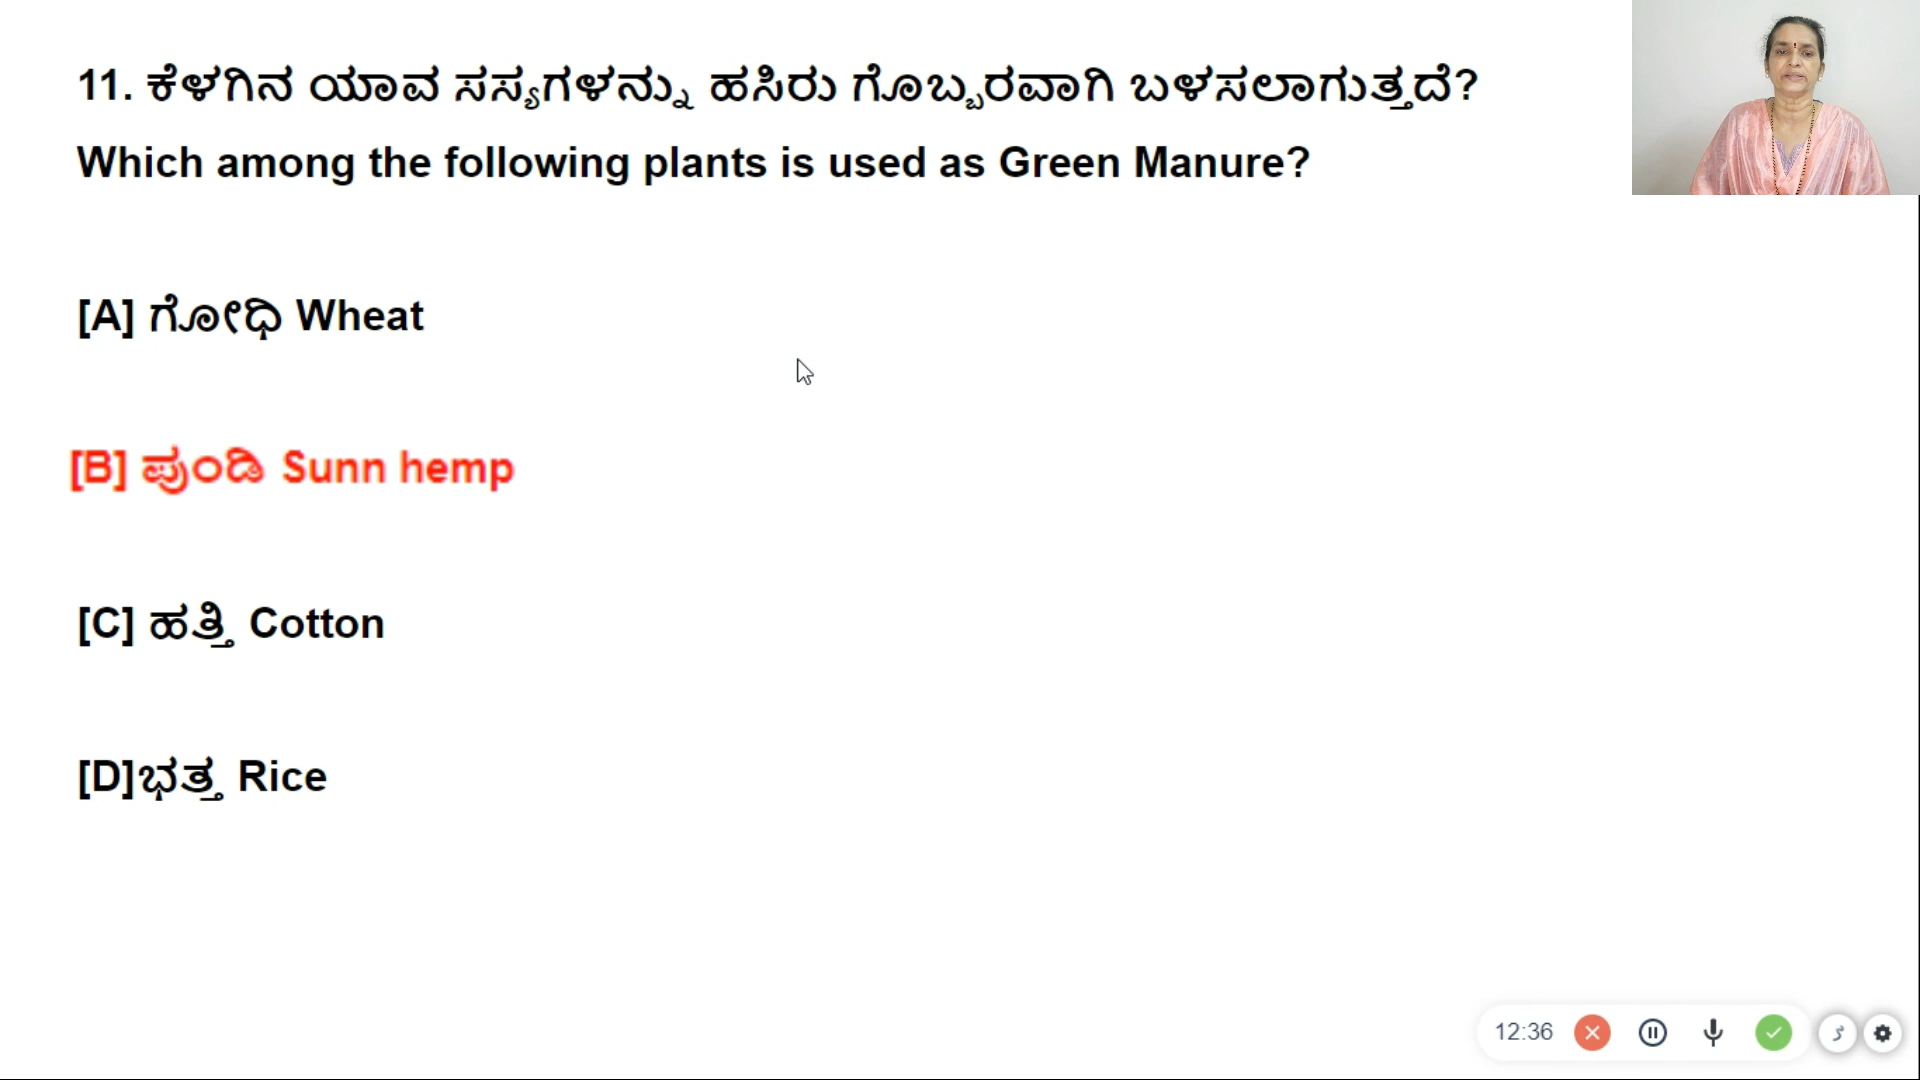 11. ಕೆಳಗಿನ ಯಾವ ಸಸ್ಯಗಳನ್ನು ಹಸಿರು ಗೊಬ್ಬರವಾಗಿ ಬಳಸಲಾಗುತ್ತದೆ?
Which among the following plants is used as Green Manure?
[A] ಗೋಧಿ Wheat
[B] ಪುಂಡಿ Sunn hemp
[C] ಹತ್ತಿ Cotton
[D]ಭತ್ತ Rice
12:36